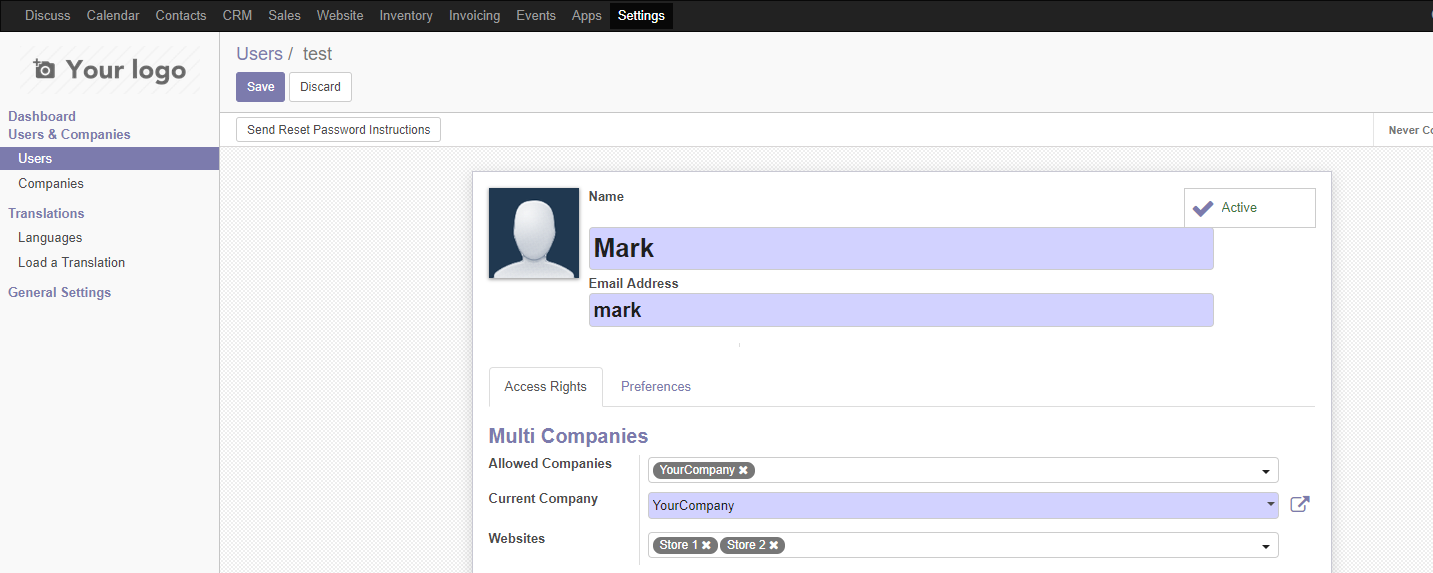 Discuss Calendar Contacts CRM Sales Website Inventory Invoicing Events Apps Settings
Your logo
Users / test
Save Discard
Dashboard
Users & Companies
Users
Companies
Translations
Languages
Load a Translation
General Settings
Send Reset Password Instructions
Never Co
Name
Active
Mark
Email Address
mark
Access Rights Preferences
Multi Companies
Allowed Companies YourCompany ✖
Current Company YourCompany
Websites Store 1 ✖ Store 2 ✖